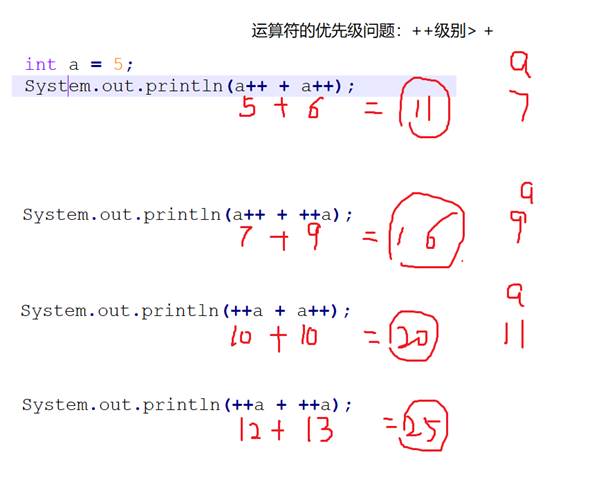 运算符的优先级问题：++级别> +
int a = 5;
a
System.out.println(a++ + a++);
5 + 6 = 11 7
System.out.println(a++ + ++a);
a
7 + 9 = 16 9
a
System.out.println(++a + a++);
10 + 10 = 20 11
System.out.println(++a + ++a);
12 + 13 = 25